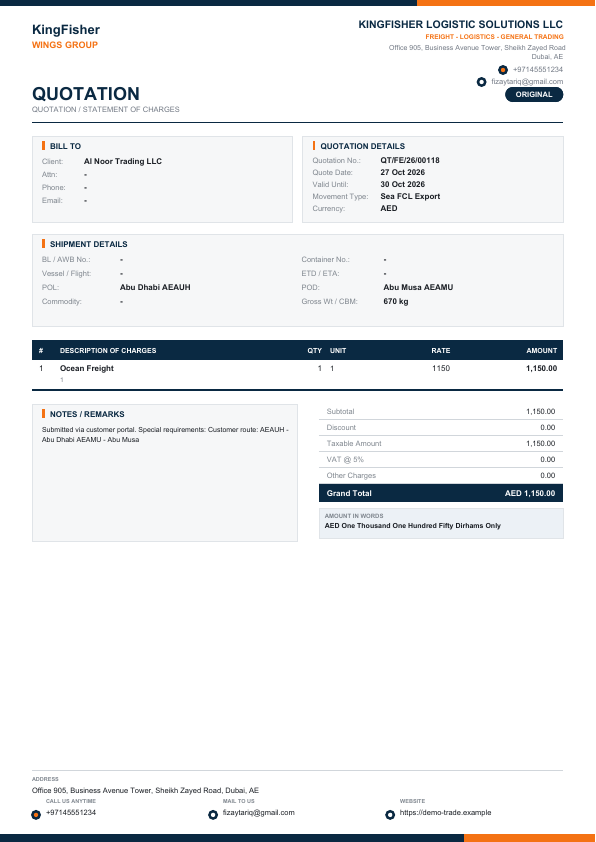 KingFisher
WINGS GROUP
KINGFISHER LOGISTIC SOLUTIONS LLC
FREIGHT - LOGISTICS - GENERAL TRADING
Office 905, Business Avenue Tower, Sheikh Zayed Road
Dubai, AE
+97145551234
fizaytariq@gmail.com
ORIGINAL
QUOTATION
QUOTATION / STATEMENT OF CHARGES
BILL TO
Client: Al Noor Trading LLC
Attn: -
Phone: -
Email: -
QUOTATION DETAILS
Quotation No.: QT/FE/26/00118
Quote Date: 27 Oct 2026
Valid Until: 30 Oct 2026
Movement Type: Sea FCL Export
Currency: AED
SHIPMENT DETAILS
BL / AWB No.: - Container No.: -
Vessel / Flight: - ETD / ETA: -
POL: Abu Dhabi AEAUH POD: Abu Musa AEAMU
Commodity: - Gross Wt / CBM: 670 kg
# DESCRIPTION OF CHARGES QTY UNIT RATE AMOUNT
1 Ocean Freight 1 1 1150 1,150.00
1
NOTES / REMARKS
Submitted via customer portal. Special requirements: Customer route: AEAUH -
Abu Dhabi AEAMU - Abu Musa
Subtotal 1,150.00
Discount 0.00
Taxable Amount 1,150.00
VAT @ 5% 0.00
Other Charges 0.00
Grand Total AED 1,150.00
AMOUNT IN WORDS
AED One Thousand One Hundred Fifty Dirhams Only
ADDRESS
Office 905, Business Avenue Tower, Sheikh Zayed Road, Dubai, AE
CALL US ANYTIME MAIL TO US WEBSITE
+97145551234 fizaytariq@gmail.com https://demo-trade.example